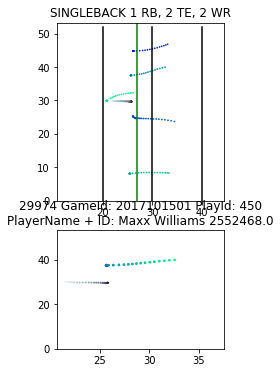 SINGLEBACK 1 RB, 2 TE, 2 WR
50
40
30
20
10
0
20 30 40
29974 GameId: 2017101501 PlayId: 450
PlayerName + ID: Maxx Williams 2552468.0
40
20
0
25 30 35